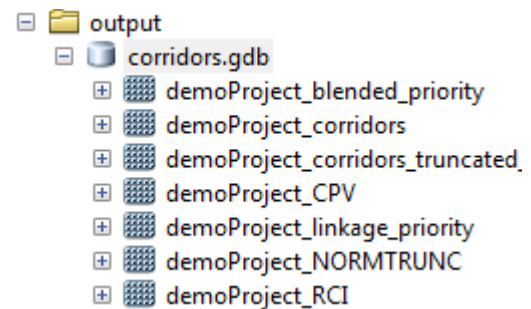 output
corridors.gdb
demoProject_blended_priority
demoProject_corridors
demoProject_corridors_truncated_
demoProject_CPV
demoProject_linkage_priority
demoProject_NORMTRUNC
demoProject_RCI